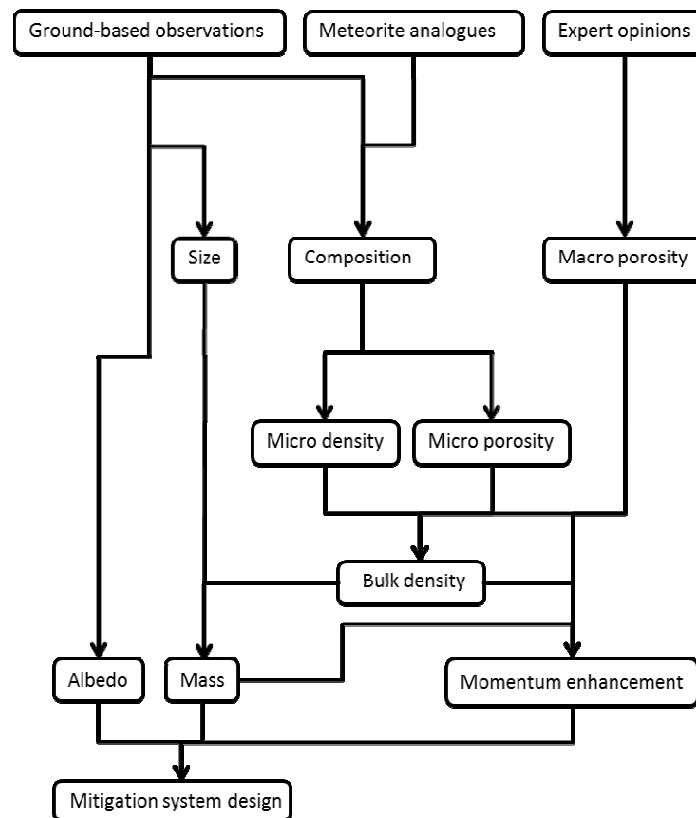 Ground-based observations
Meteorite analogues
Expert opinions
Size
Composition
Macro porosity
Micro density
Micro porosity
Bulk density
Albedo
Mass
Momentum enhancement
Mitigation system design